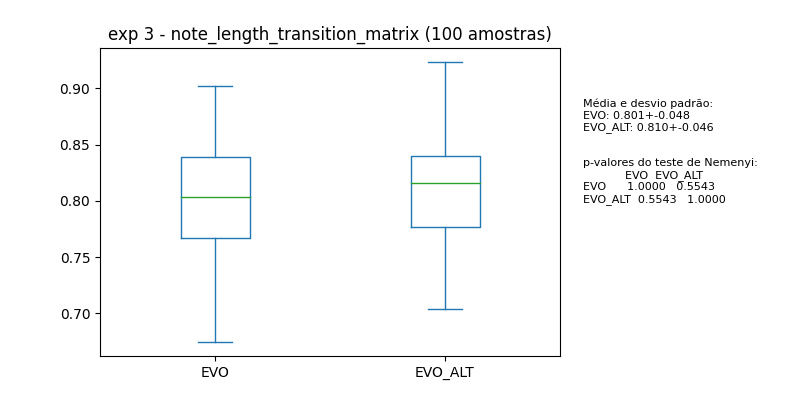 exp 3 - note_length_transition_matrix (100 amostras)
0.90
0.85
0.80
0.75
0.70
EVO
EVO_ALT
Média e desvio padrão:
EVO: 0.801+-0.048
EVO_ALT: 0.810+-0.046
p-valores do teste de Nemenyi:
EVO EVO_ALT
EVO 1.0000 0.5543
EVO_ALT 0.5543 1.0000